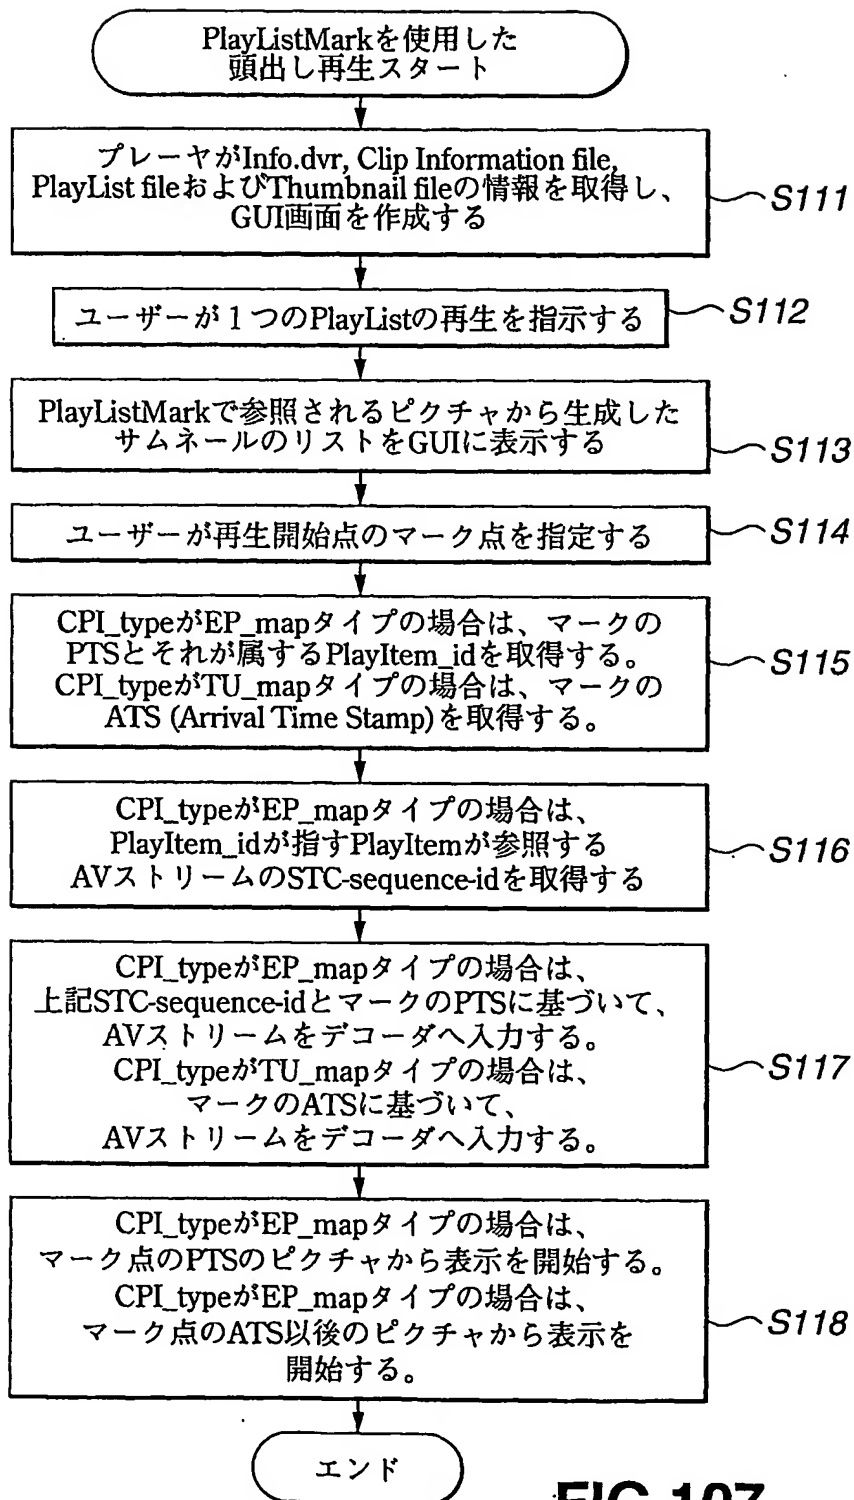 PlayListMarkを使用した
頭出し再生スタート
プレーヤがInfo.dvr, Clip Information file,
PlayList fileおよびThumbnail fileの情報を取得し、
GUI画面を作成する
S111
ユーザーが1つのPlayListの再生を指示する
S112
PlayListMarkで参照されるピクチャから生成した
サムネールのリストをGUIに表示する
S113
ユーザーが再生開始点のマーク点を指定する
S114
CPI_typeがEP_mapタイプの場合は、マークの
PTSとそれが属するPlayItem_idを取得する。
CPI_typeがTU_mapタイプの場合は、マークの
ATS (Arrival Time Stamp)を取得する。
S115
CPI_typeがEP_mapタイプの場合は、
PlayItem_idが指すPlayItemが参照する
AVストリームのSTC-sequence-idを取得する
S116
CPI_typeがEP_mapタイプの場合は、
上記STC-sequence-idとマークのPTSに基づいて、
AVストリームをデコーダへ入力する。
CPI_typeがTU_mapタイプの場合は、
マークのATSに基づいて、
AVストリームをデコーダへ入力する。
S117
CPI_typeがEP_mapタイプの場合は、
マーク点のPTSのピクチャから表示を開始する。
CPI_typeがEP_mapタイプの場合は、
マーク点のATS以後のピクチャから表示を
開始する。
S118
エンド
FIG.107